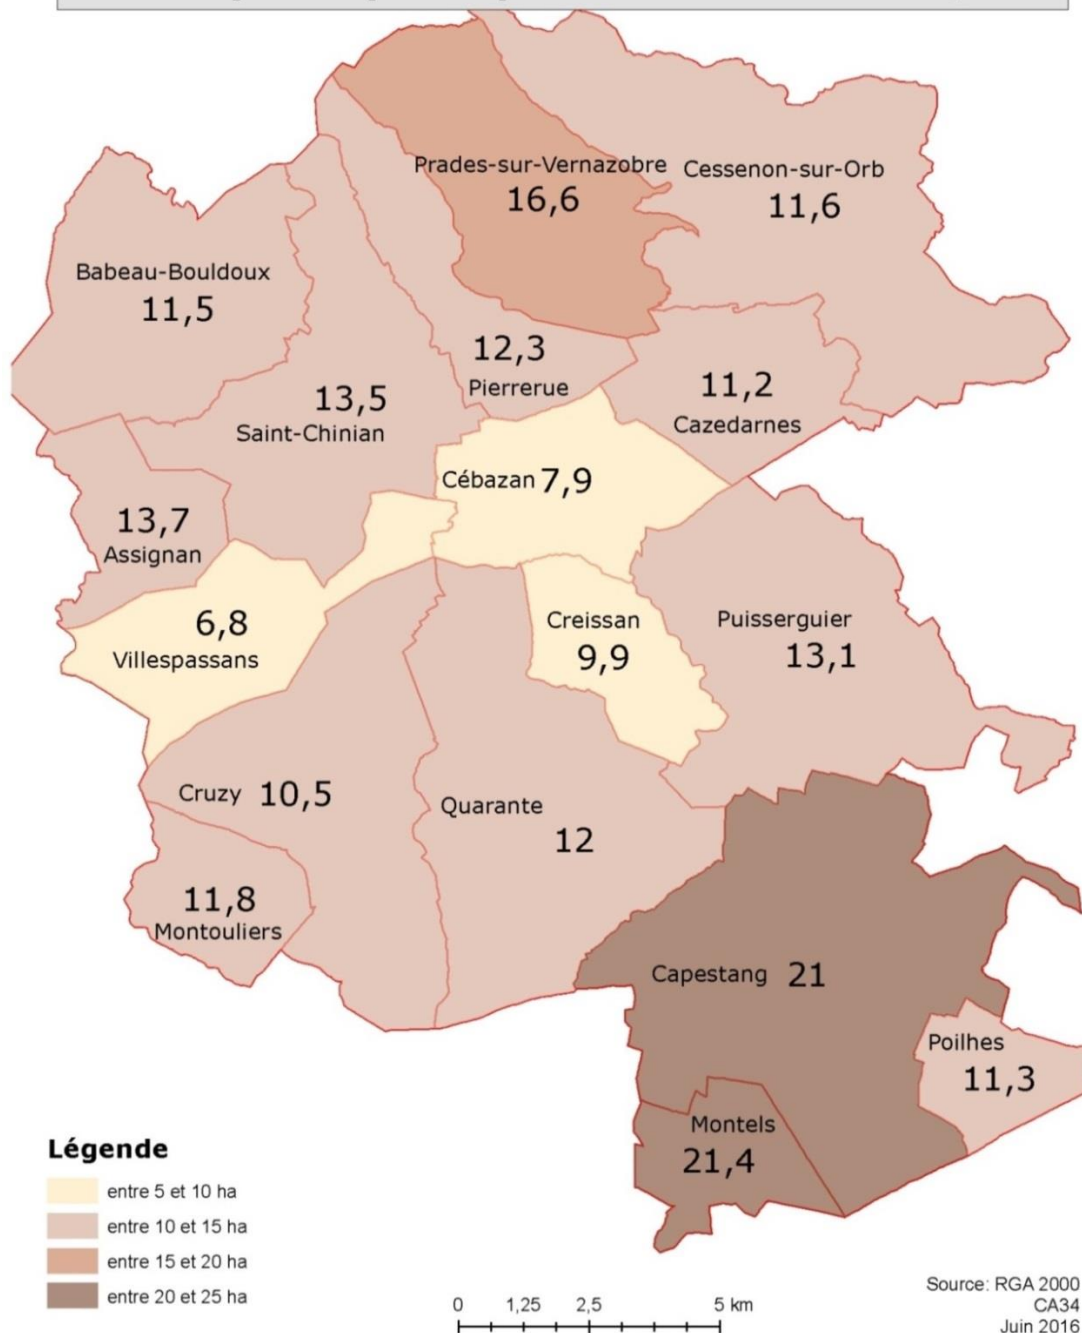 Prades-sur-Vernazobre
16,6
Cessenon-sur-Orb
11,6
Babeau-Bouldoux
11,5
12,3
Pierrerue
13,5
Saint-Chinian
11,2
Cazedarnes
Cébazan 7,9
13,7
Assignan
6,8
Villespassans
Creissan
9,9
Puisserguier
13,1
Cruzy 10,5
Quarante
12
11,8
Montouliers
Capestang 21
Poilhes
11,3
Montels
21,4
Légende
entre 5 et 10 ha
entre 10 et 15 ha
entre 15 et 20 ha
entre 20 et 25 ha
0 1,25 2,5 5 km
Source: RGA 2000
CA34
Juin 2016